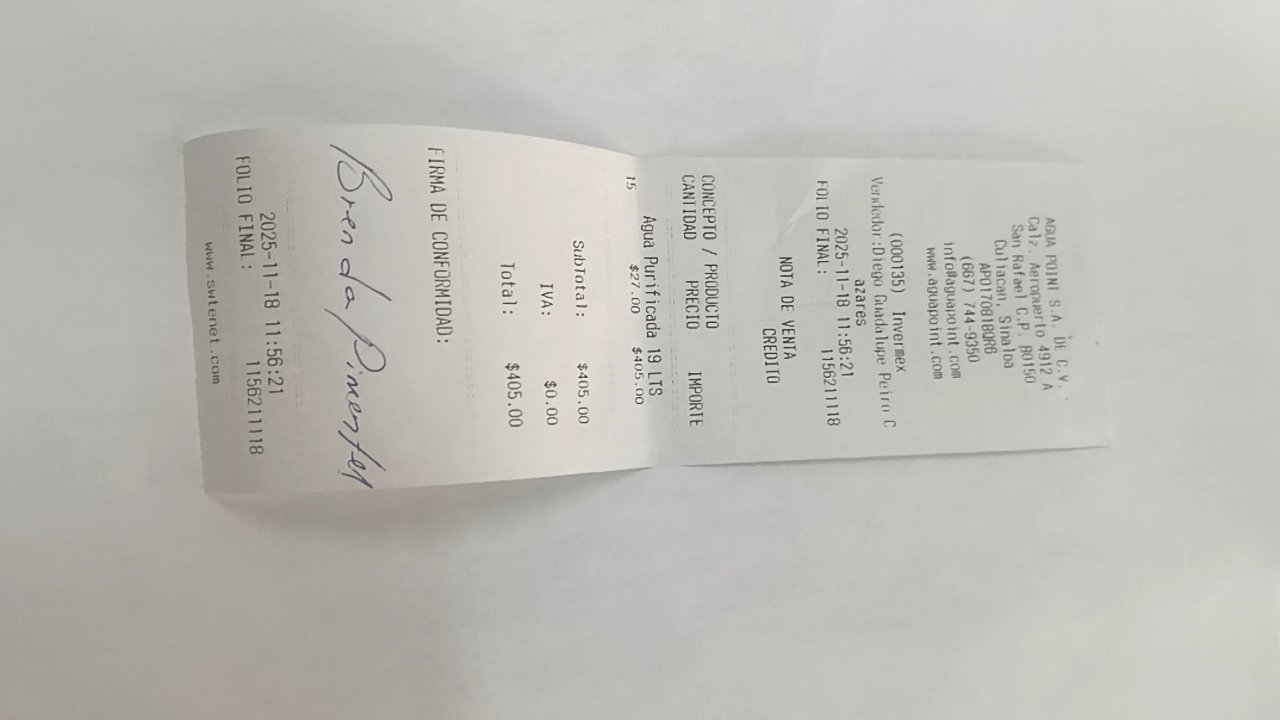 AGUA POINT S.A. DE C.V.
Calz. Aeropuerto 4912 A
San Rafael C.P. 80150
Culiacan, Sinaloa
APO170818QR6
(667) 744-9350
info@aguapoint.com
www.aguapoint.com
(000135) Invermex
Vendedor:Diego Guadalupe Peiro C
azares
2025-11-18 11:56:21
FOLIO FINAL: 1156211118
NOTA DE VENTA
CREDITO
CONCEPTO / PRODUCTO
CANTIDAD PRECIO IMPORTE
Agua Purificada 19 LTS
15 $27.00 $405.00
SubTotal: $405.00
IVA: $0.00
Total: $405.00
FIRMA DE CONFORMIDAD:
Brenda Pimentel
2025-11-18 11:56:21
FOLIO FINAL: 1156211118
www.swtenet.com